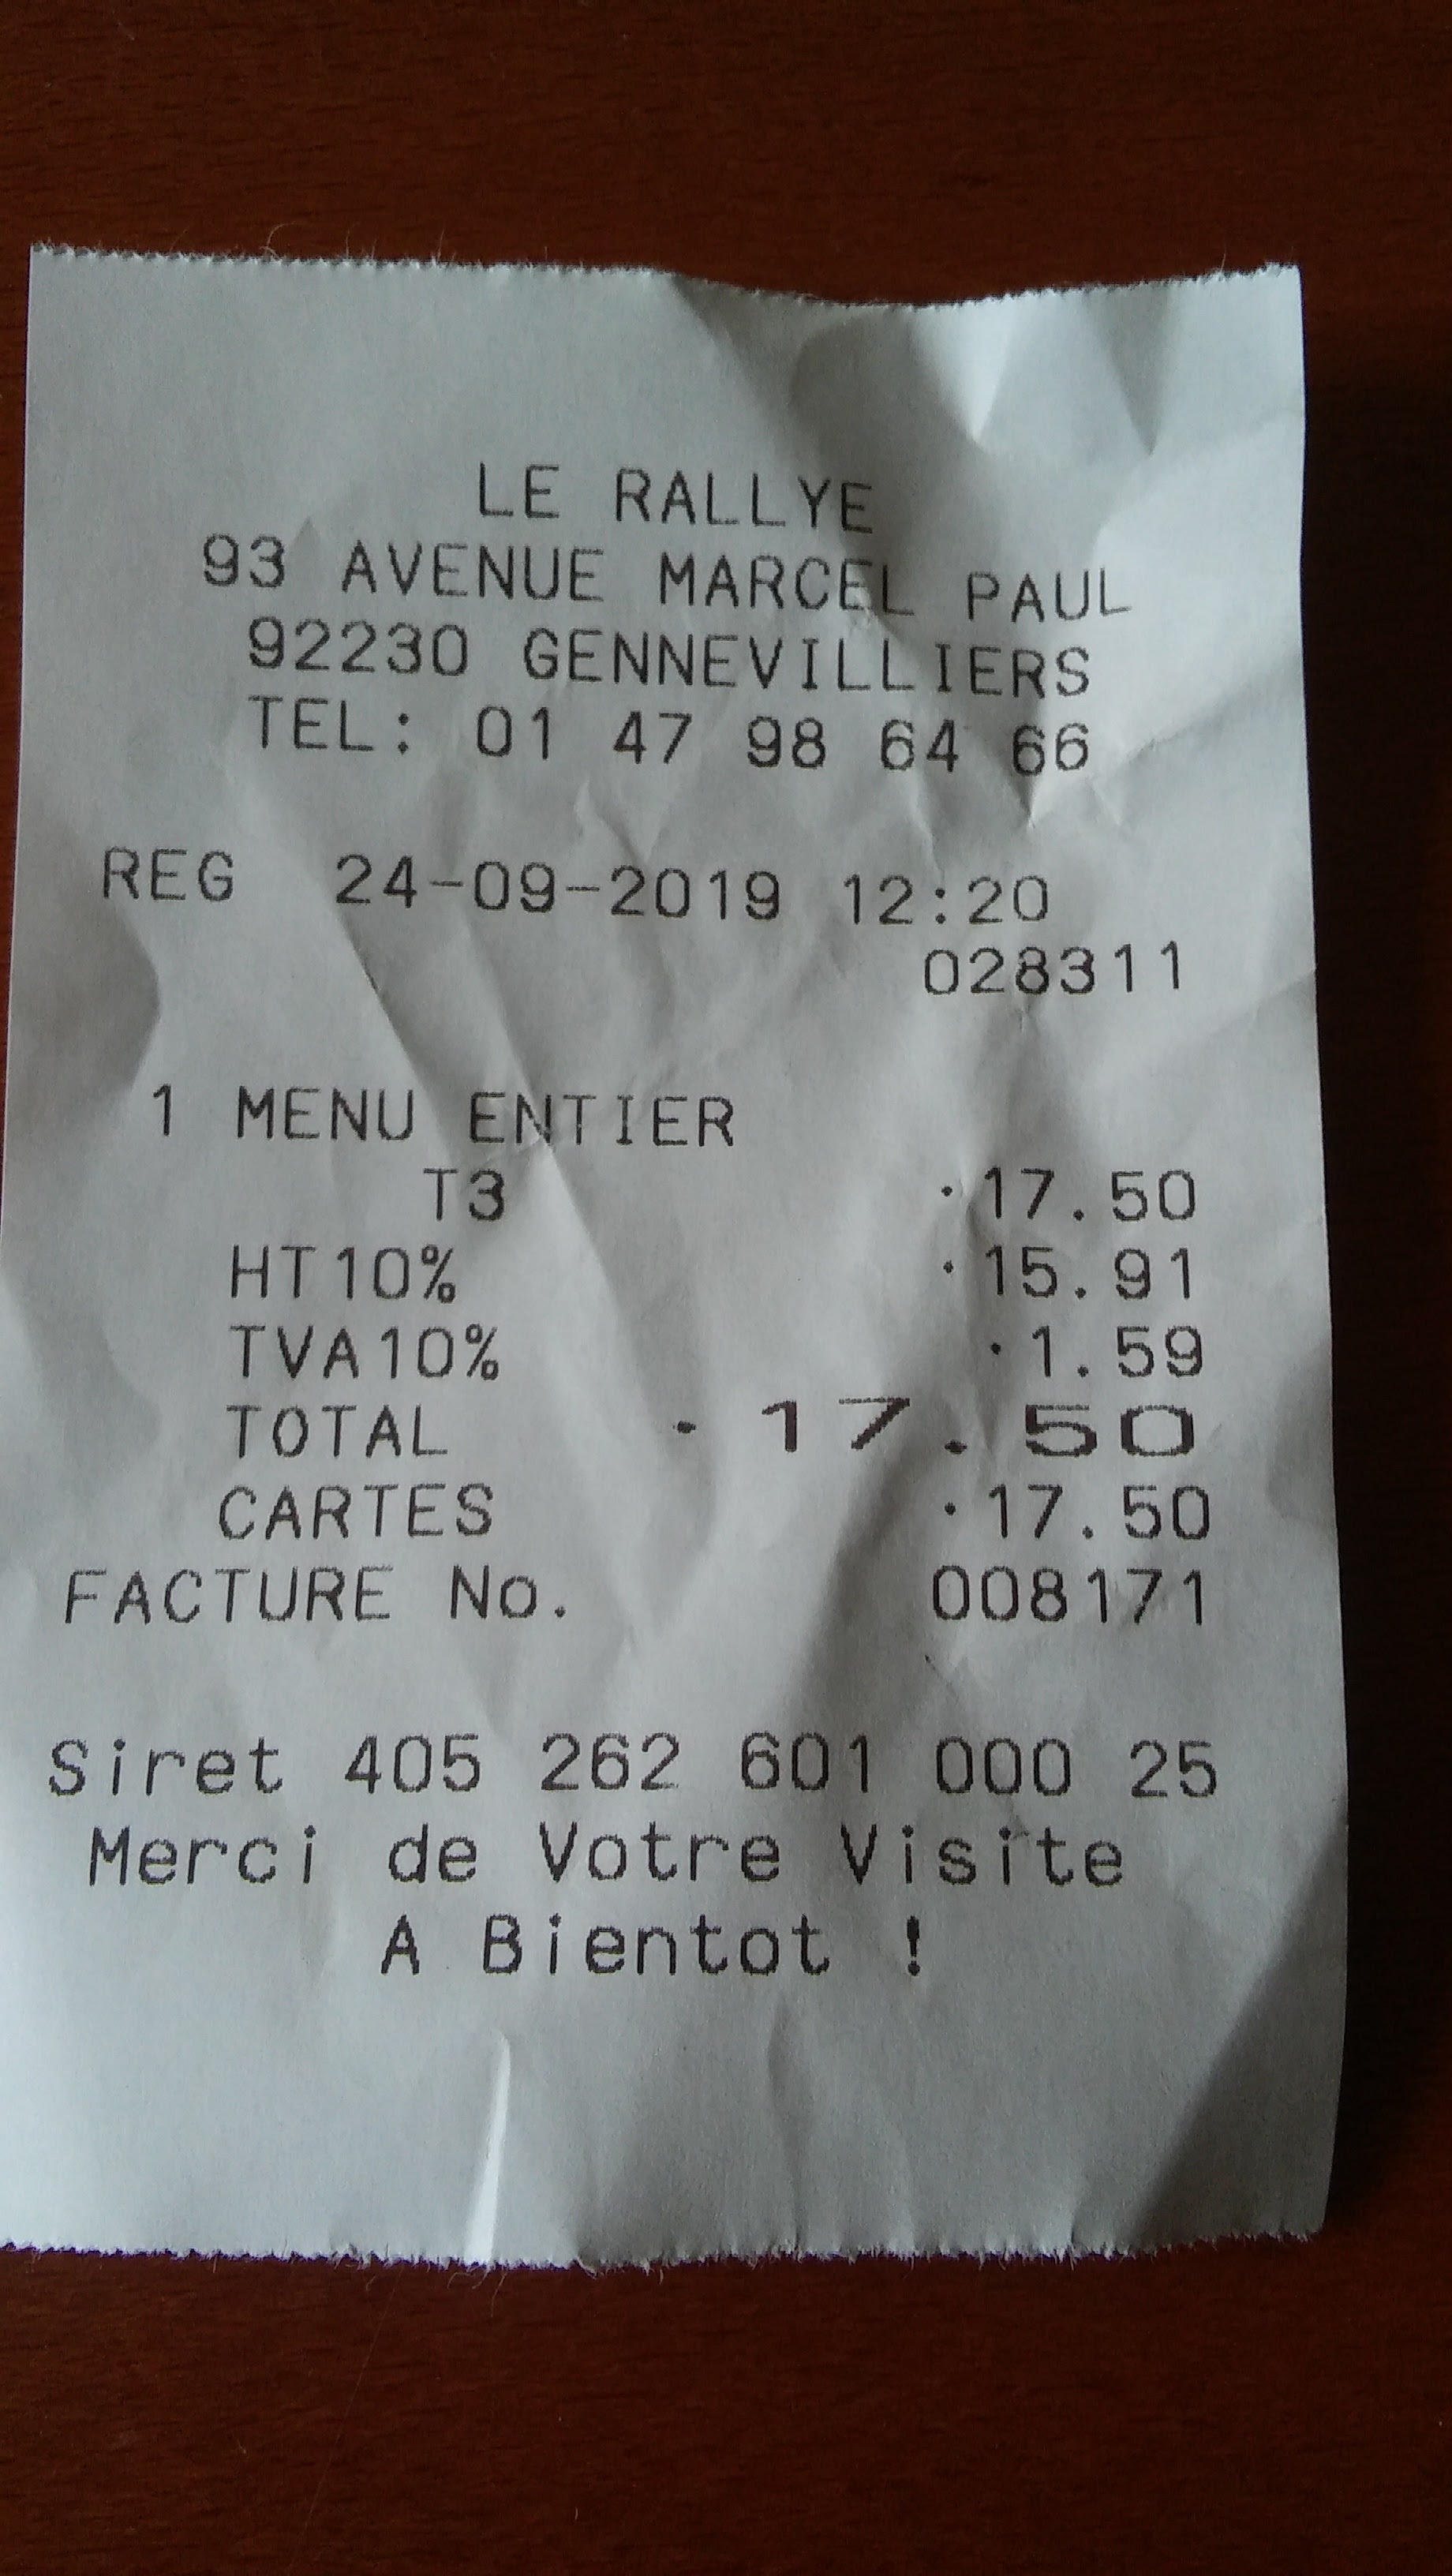 LE RALLYE
93 AVENUE MARCEL PAUL
92230 GENNEVILLIERS
TEL: 01 47 98 64 66
REG 24-09-2019 12:20
028311
1 MENU ENTIER
T3 ·17.50
HT10% ·15.91
TVA10% ·1.59
TOTAL ·17.50
CARTES ·17.50
FACTURE No. 008171
Siret 405 262 601 000 25
Merci de Votre Visite
A Bientot !